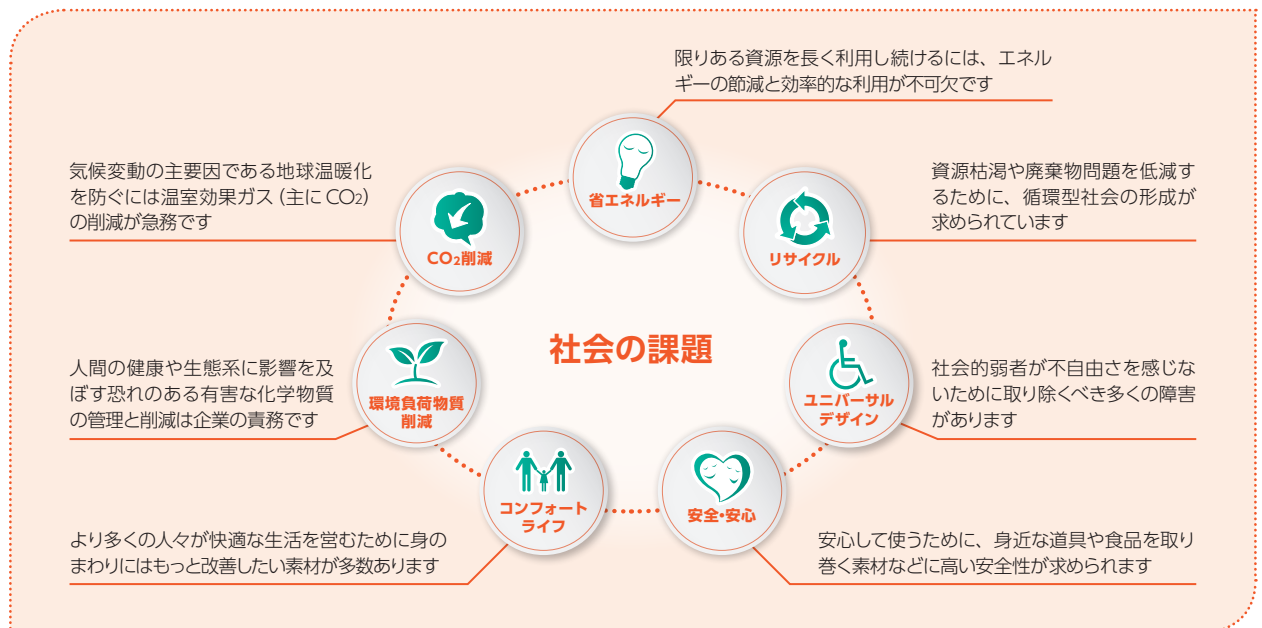 限りある資源を長く利用し続けるには、エネル
ギーの節減と効率的な利用が不可欠です
省エネルギー
気候変動の主要因である地球温暖化
を防ぐには温室効果ガス（主にCO₂）
の削減が急務です
CO₂削減
資源枯渇や廃棄物問題を低減す
るために、循環型社会の形成が
求められています
リサイクル
社会の課題
人間の健康や生態系に影響を及
ぼす恐れのある有害な化学物質
の管理と削減は企業の責務です
環境負荷物質
削減
社会的弱者が不自由さを感じな
いために取り除くべき多くの障害
があります
ユニバーサル
デザイン
より多くの人々が快適な生活を営むために身の
まわりにはもっと改善したい素材が多数あります
コンフォート
ライフ
安全・安心
安心して使うために、身近な道具や食品を取り
巻く素材などに高い安全性が求められます